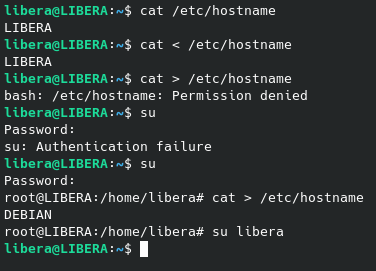 libera@LIBERA:~$ cat /etc/hostname
LIBERA
libera@LIBERA:~$ cat < /etc/hostname
LIBERA
libera@LIBERA:~$ cat > /etc/hostname
bash: /etc/hostname: Permission denied
libera@LIBERA:~$ su
Password:
su: Authentication failure
libera@LIBERA:~$ su
Password:
root@LIBERA:/home/libera# cat > /etc/hostname
DEBIAN
root@LIBERA:/home/libera# su libera
libera@LIBERA:~$